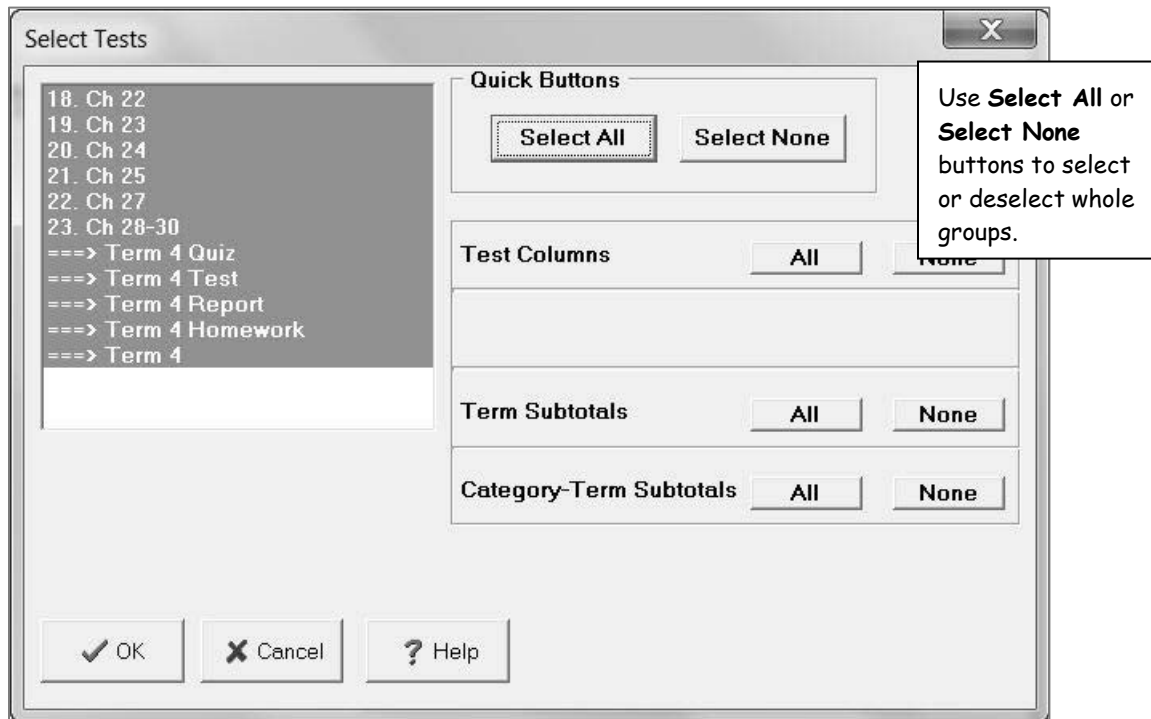 Select Tests
X
18. Ch 22
19. Ch 23
20. Ch 24
21. Ch 25
22. Ch 27
23. Ch 28-30
===> Term 4 Quiz
===> Term 4 Test
===> Term 4 Report
===> Term 4 Homework
===> Term 4
Quick Buttons
Select All Select None
Use Select All or
Select None
buttons to select
or deselect whole
groups.
Test Columns All None
Term Subtotals All None
Category-Term Subtotals All None
OK Cancel ? Help